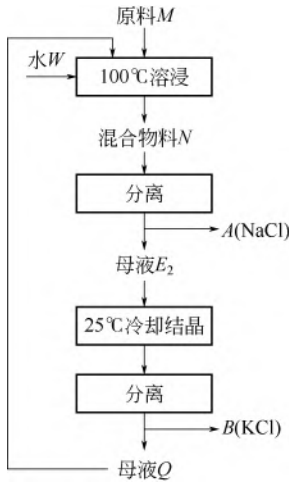 原料M
水W
100℃溶浸
混合物料N
分离
A(NaCl)
母液E₂
25℃冷却结晶
分离
B(KCl)
母液Q